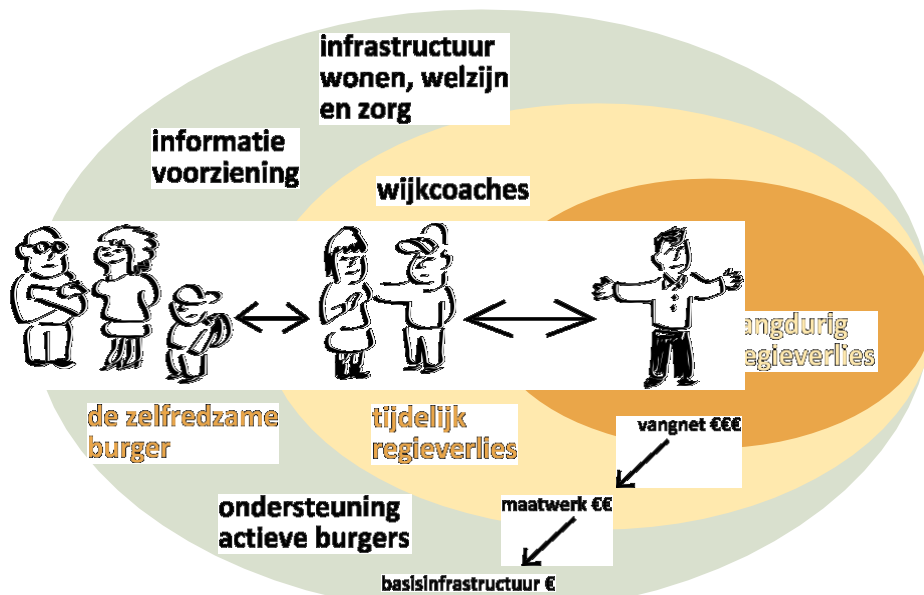 infrastructuur
wonen, welzijn
en zorg
informatie
voorziening
wijkcoaches
angdurig
egieverlies
de zelfredzame
burger
tijdelijk
regieverlies
vangnet €€€
maatwerk €€
ondersteuning
actieve burgers
basisinfrastructuur €